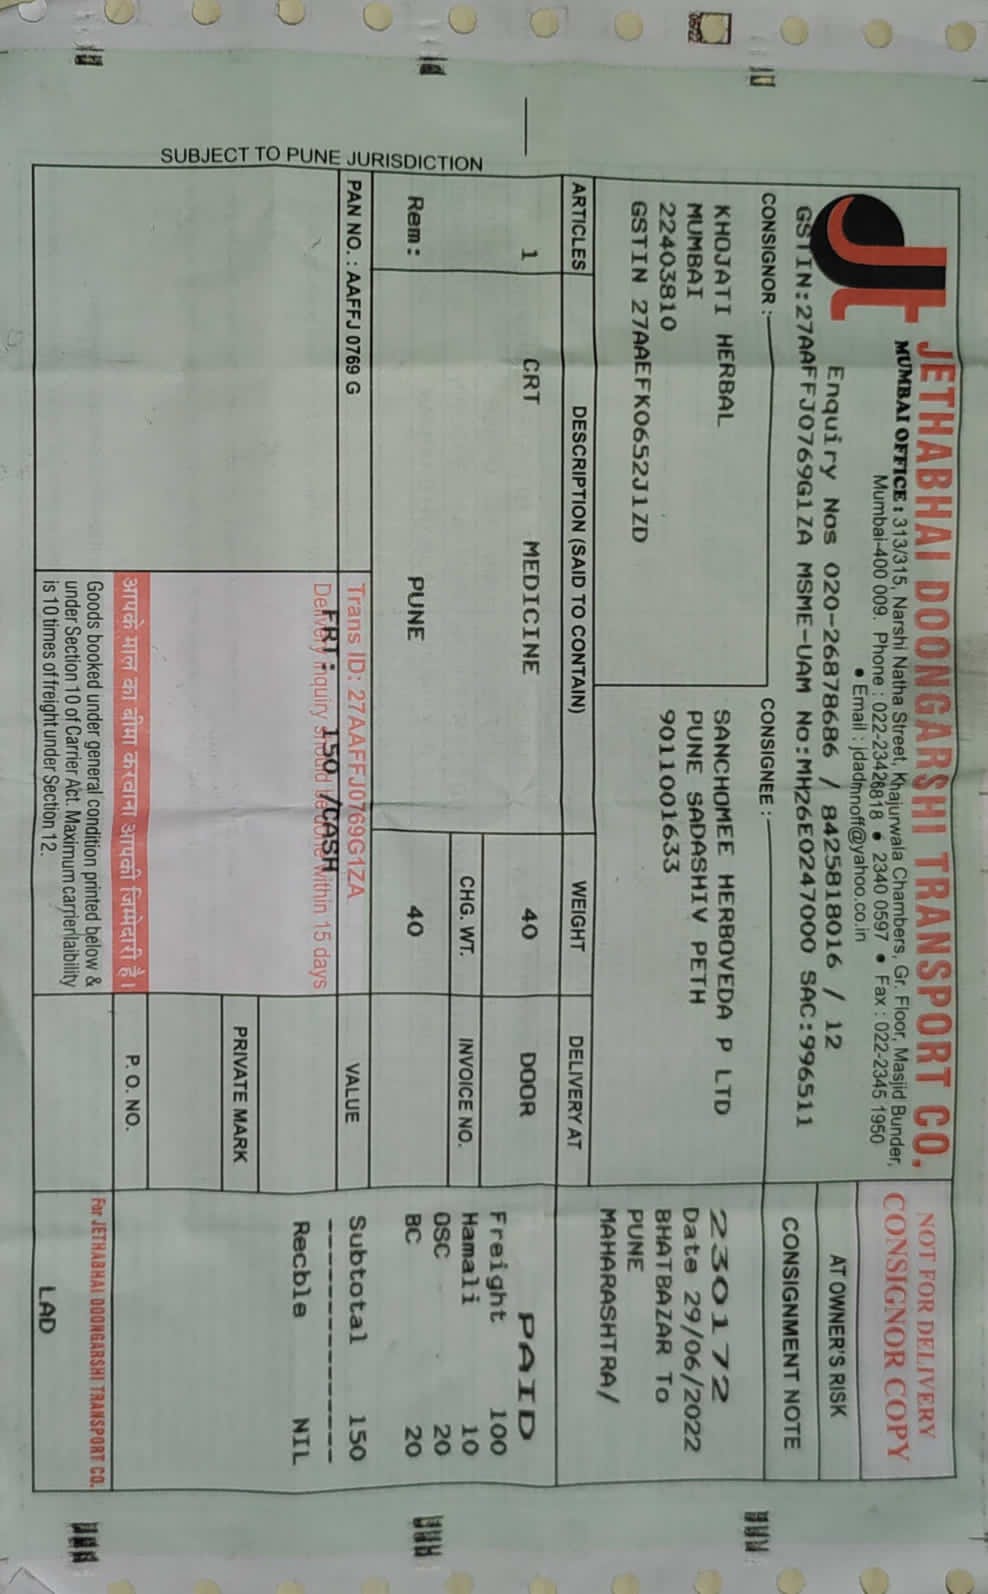 SUBJECT TO PUNE JURISDICTION
JETHABHAI DOONGARSHI TRANSPORT CO.
MUMBAI OFFICE : 313/315, Narshi Natha Street, Khajurwala Chambers, Gr. Floor, Masjid Bunder,
Mumbai-400 009. Phone : 022-23426818 • 2340 0597 • Fax : 022-2345 1950
• Email : jdadmnoff@yahoo.co.in
Enquiry Nos 020-26878686 / 8425818016 / 12
GSTIN:27AAFFJ0769G1ZA MSME-UAM No:MH26E0247000 SAC:996511
NOT FOR DELIVERY
CONSIGNOR COPY
AT OWNER'S RISK
CONSIGNMENT NOTE
CONSIGNOR :
KHOJATI HERBAL
MUMBAI
22403810
GSTIN 27AAEFK0652J1ZD
CONSIGNEE :
SANCHOMEE HERBOVEDA P LTD
PUNE SADASHIV PETH
9011001633
230172
Date 29/06/2022
BHATBAZAR To
PUNE
MAHARASHTRA/
ARTICLES DESCRIPTION (SAID TO CONTAIN) WEIGHT DELIVERY AT
1 CRT MEDICINE 40 DOOR
CHG. WT. INVOICE NO.
Rem: PUNE 40
PAID
Freight 100
Hamali 10
OSC 20
BC 20
Subtotal 150
--------------
Recble NIL
PAN NO. : AAFFJ 0769 G
Trans ID: 27AAFFJ0769G1ZA
FRT: 150 /CASH
Delivery inquiry should be done within 15 days
VALUE
PRIVATE MARK
P. O. NO.
आपके माल का बीमा करवाना आपकी जिम्मेदारी है।
Goods booked under general condition printed below &
under Section 10 of Carrier Act. Maximum carrier laibility
is 10 times of freight under Section 12.
For JETHABHAI DOONGARSHI TRANSPORT CO.
LAD